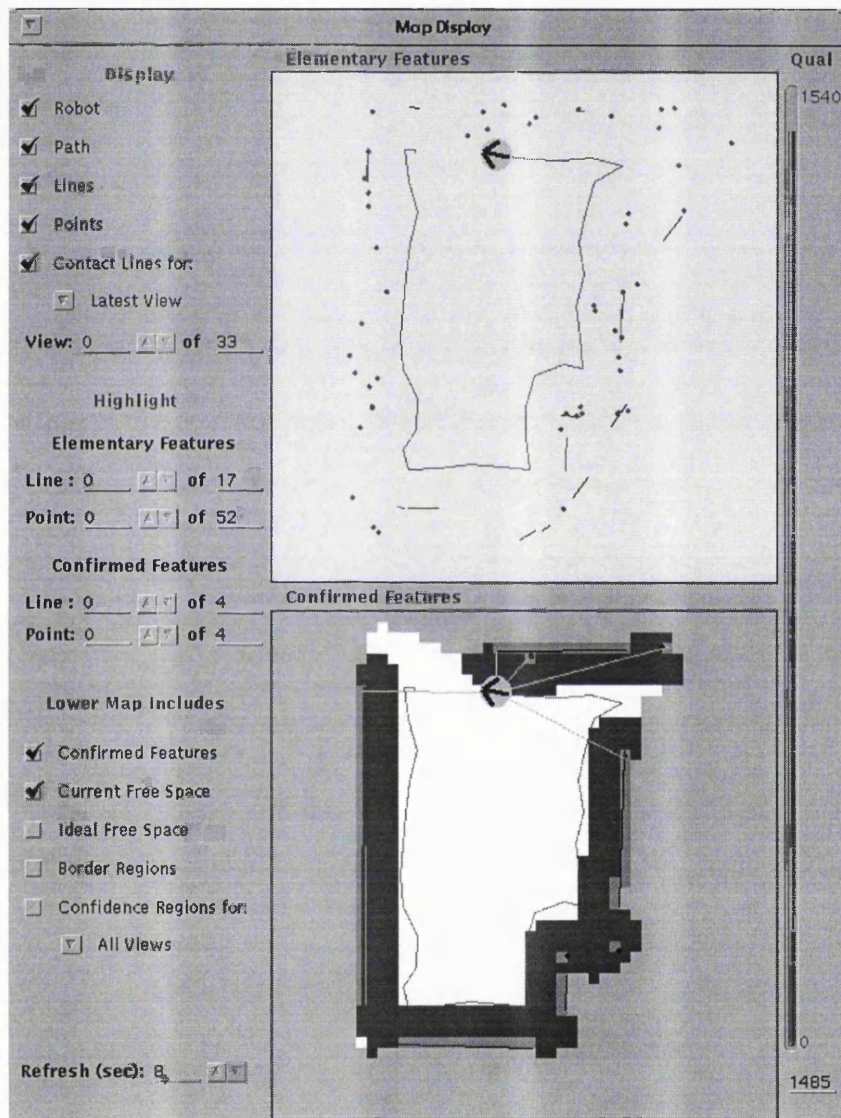 Map Display
Display
Robot
Path
Lines
Points
Contact Lines for:
Latest View
View: 0 of 33
Highlight
Elementary Features
Line : 0 of 17
Point: 0 of 52
Confirmed Features
Line : 0 of 4
Point: 0 of 4
Lower Map Includes
Confirmed Features
Current Free Space
Ideal Free Space
Border Regions
Confidence Regions for:
All Views
Refresh (sec): 8
Elementary Features
Confirmed Features
Qual
1540
0
1485